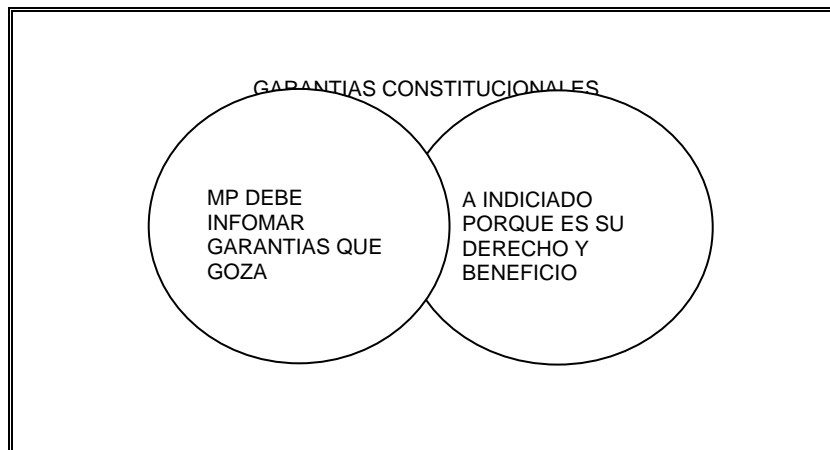 GARANTIAS CONSTITUCIONALES
MP DEBE
INFOMAR
GARANTIAS QUE
GOZA
A INDICIADO
PORQUE ES SU
DERECHO Y
BENEFICIO